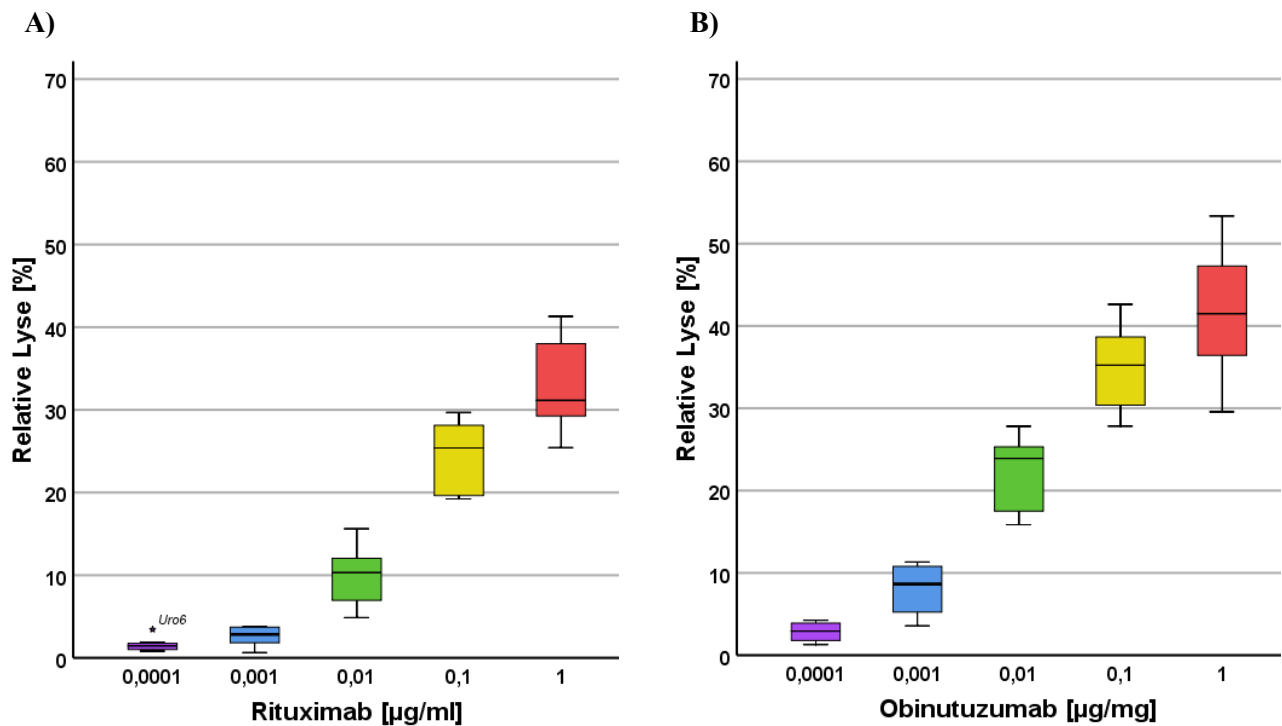 A)
70
60
50
40
30
20
10
0
Relative Lyse [%]
Uro6
0,0001 0,001 0,01 0,1 1
Rituximab [µg/ml]
B)
70
60
50
40
30
20
10
0
Relative Lyse [%]
0,0001 0,001 0,01 0,1 1
Obinutuzumab [µg/mg]